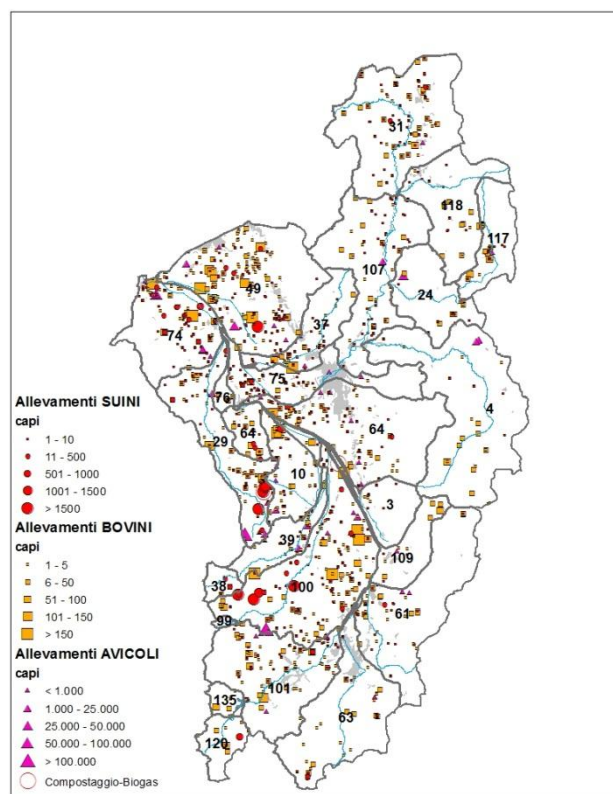 31
118
117
107
24
49
37
74
4
75
76
64
29
64
10
3
39
109
38
100
99
61
101
135
63
120
Allevamenti SUINI
capi
1 - 10
11 - 500
501 - 1000
1001 - 1500
> 1500
Allevamenti BOVINI
capi
1 - 5
6 - 50
51 - 100
101 - 150
> 150
Allevamenti AVICOLI
capi
< 1.000
1.000 - 25.000
25.000 - 50.000
50.000 - 100.000
> 100.000
Compostaggio-Biogas